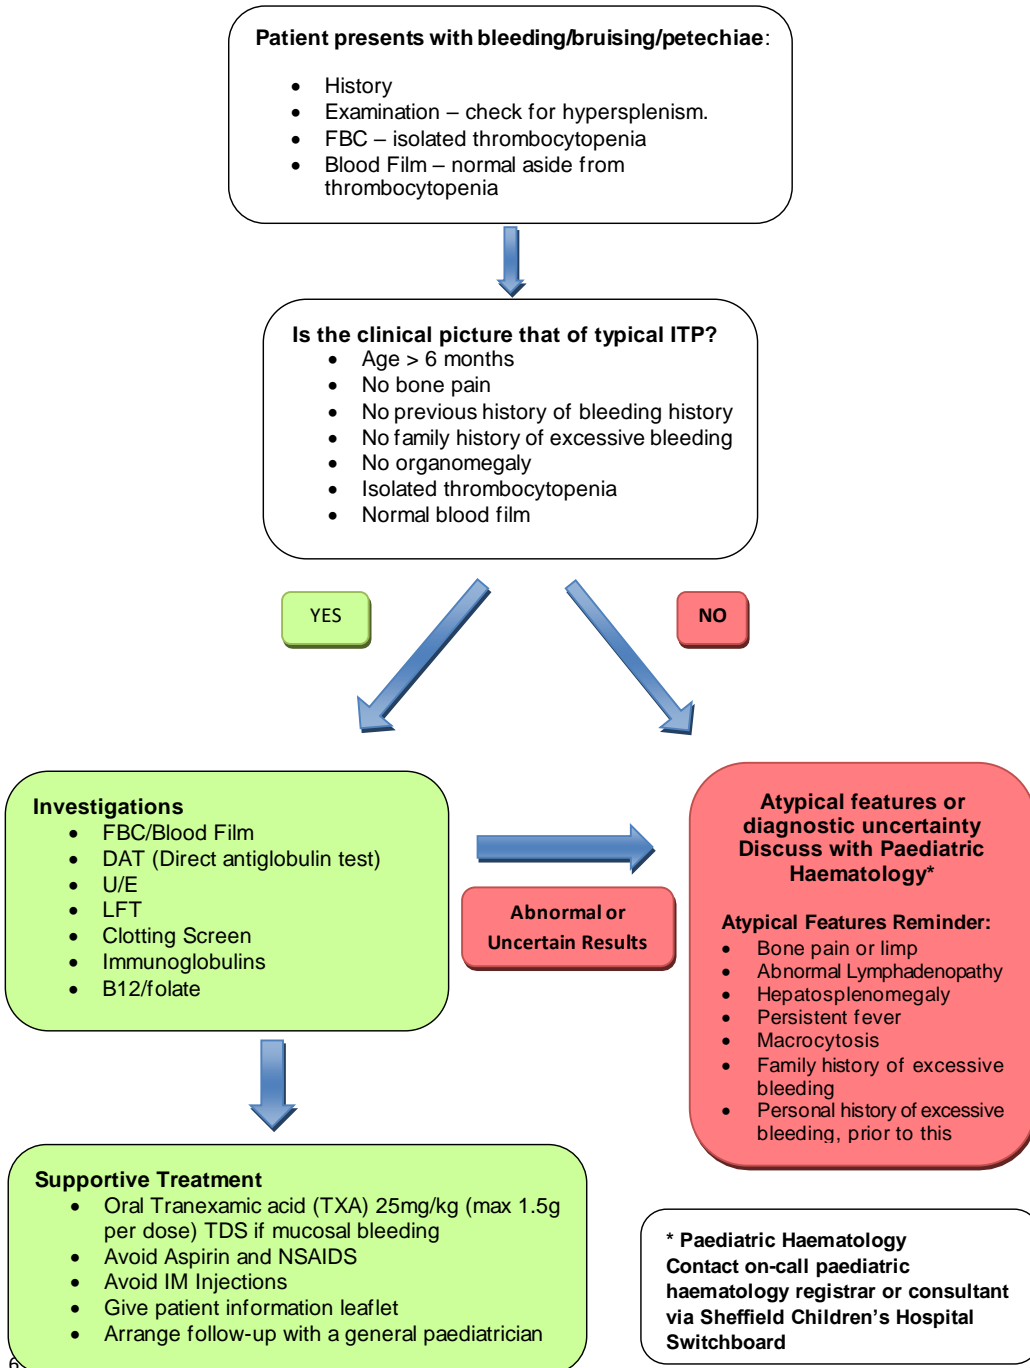 Patient presents with bleeding/bruising/petechiae:
• History
• Examination – check for hypersplenism.
• FBC – isolated thrombocytopenia
• Blood Film – normal aside from
thrombocytopenia
Is the clinical picture that of typical ITP?
• Age > 6 months
• No bone pain
• No previous history of bleeding history
• No family history of excessive bleeding
• No organomegaly
• Isolated thrombocytopenia
• Normal blood film
YES
NO
Investigations
• FBC/Blood Film
• DAT (Direct antiglobulin test)
• U/E
• LFT
• Clotting Screen
• Immunoglobulins
• B12/folate
Abnormal or
Uncertain Results
Atypical features or
diagnostic uncertainty
Discuss with Paediatric
Haematology*
Atypical Features Reminder:
• Bone pain or limp
• Abnormal Lymphadenopathy
• Hepatosplenomegaly
• Persistent fever
• Macrocytosis
• Family history of excessive
bleeding
• Personal history of excessive
bleeding, prior to this
Supportive Treatment
• Oral Tranexamic acid (TXA) 25mg/kg (max 1.5g
per dose) TDS if mucosal bleeding
• Avoid Aspirin and NSAIDS
• Avoid IM Injections
• Give patient information leaflet
• Arrange follow-up with a general paediatrician
* Paediatric Haematology
Contact on-call paediatric
haematology registrar or consultant
via Sheffield Children's Hospital
Switchboard
6